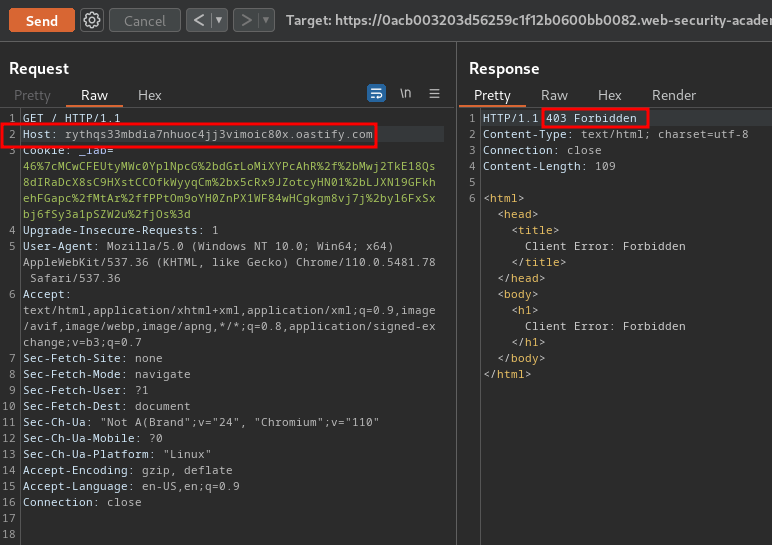 Send Cancel < > Target: https://0acb003203d56259c1f12b0600bb0082.web-security-acade
Request
Pretty Raw Hex \n
1 GET / HTTP/1.1
2 Host: rythqs33mbdia7nhuoc4jj3vimoic80x.oastify.com
3 Cookie: _lab=
46%7cMCwCFEUtyMWc0YplNpcG%2bdGrLoMiXYPcAhR%2f%2bMwj2TkE18Qs
8dIRaDcX8sC9HXstCCOfkWyyqCm%2bx5cRx9JZotcyHN01%2bLJXN19GFkh
ehFGapc%2fMtAr%2ffPPtOm9oYH0ZnPX1WF84wHCgkgm8vj7j%2byl6FxSx
bj6fSy3a1pSZW2u%2fjOs%3d
4 Upgrade-Insecure-Requests: 1
5 User-Agent: Mozilla/5.0 (Windows NT 10.0; Win64; x64)
AppleWebKit/537.36 (KHTML, like Gecko) Chrome/110.0.5481.78
Safari/537.36
6 Accept:
text/html,application/xhtml+xml,application/xml;q=0.9,image
/avif,image/webp,image/apng,*/*;q=0.8,application/signed-ex
change;v=b3;q=0.7
7 Sec-Fetch-Site: none
8 Sec-Fetch-Mode: navigate
9 Sec-Fetch-User: ?1
10 Sec-Fetch-Dest: document
11 Sec-Ch-Ua: "Not A(Brand";v="24", "Chromium";v="110"
12 Sec-Ch-Ua-Mobile: ?0
13 Sec-Ch-Ua-Platform: "Linux"
14 Accept-Encoding: gzip, deflate
15 Accept-Language: en-US,en;q=0.9
16 Connection: close
17
18
Response
Pretty Raw Hex Render
1 HTTP/1.1 403 Forbidden
2 Content-Type: text/html; charset=utf-8
3 Connection: close
4 Content-Length: 109
5
6 <html>
<head>
<title>
Client Error: Forbidden
</title>
</head>
<body>
<h1>
Client Error: Forbidden
</h1>
</body>
</html>